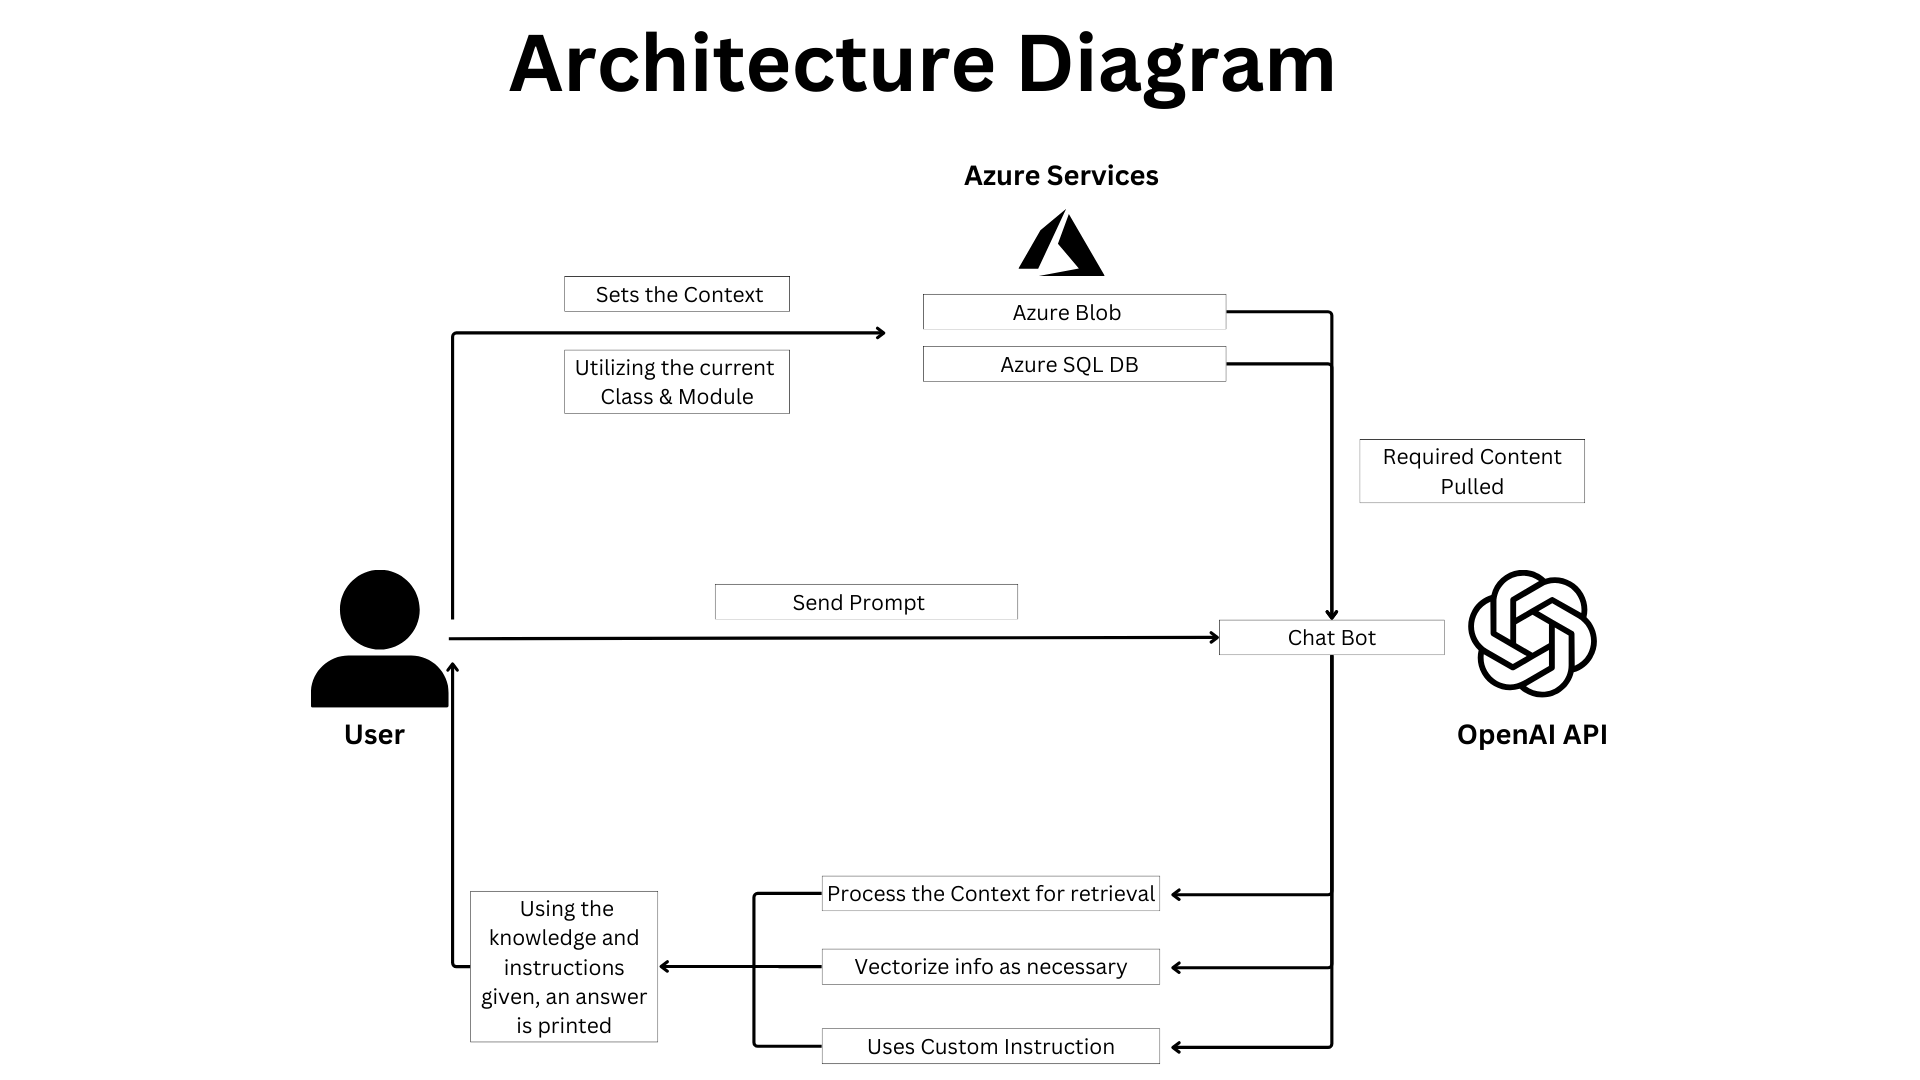 Architecture Diagram
Azure Services
Sets the Context
Azure Blob
Utilizing the current
Class & Module
Azure SQL DB
Required Content
Pulled
Send Prompt
Chat Bot
User
OpenAI API
Process the Context for retrieval
Vectorize info as necessary
Uses Custom Instruction
Using the
knowledge and
instructions
given, an answer
is printed